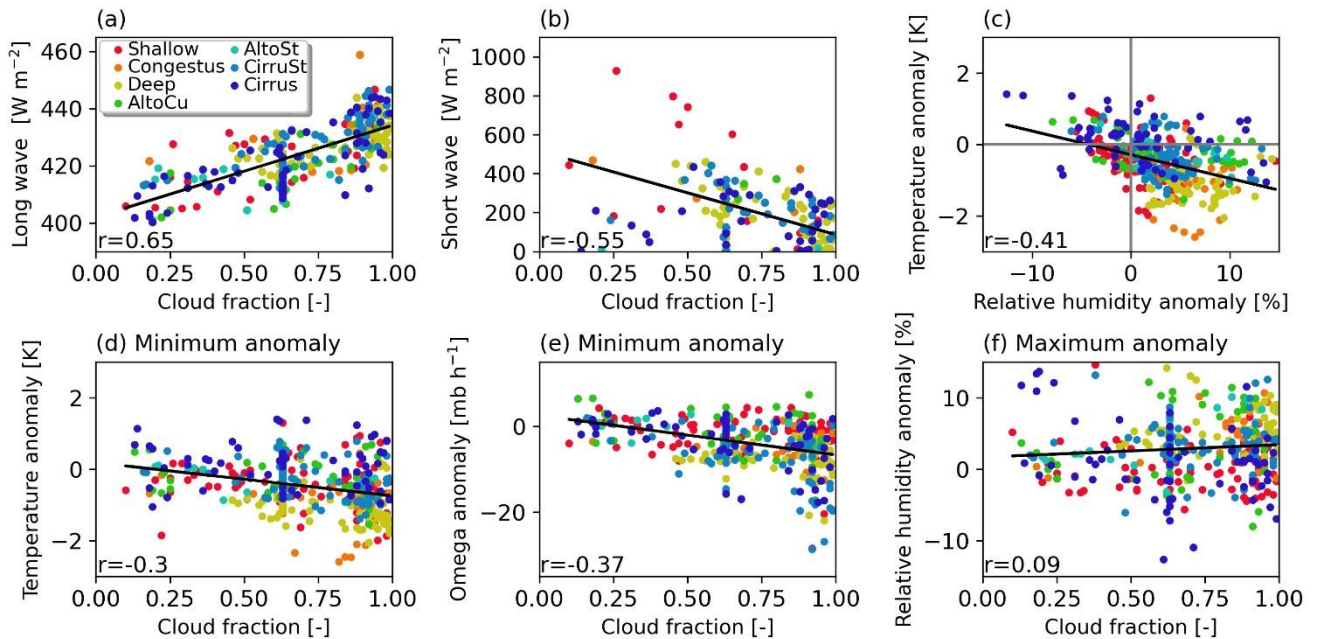 (a)
Long wave [W m−2]
460
440
420
400
Shallow
Congestus
Deep
AltoCu
AltoSt
CirruSt
Cirrus
r=0.65
0.00 0.25 0.50 0.75 1.00
Cloud fraction [-]
(b)
Short wave [W m−2]
1000
800
600
400
200
0
r=-0.55
0.00 0.25 0.50 0.75 1.00
Cloud fraction [-]
(c)
Temperature anomaly [K]
2
0
−2
r=-0.41
−10 0 10
Relative humidity anomaly [%]
(d) Minimum anomaly
Temperature anomaly [K]
2
0
−2
r=-0.3
0.00 0.25 0.50 0.75 1.00
Cloud fraction [-]
(e) Minimum anomaly
Omega anomaly [mb h−1]
0
−20
r=-0.37
0.00 0.25 0.50 0.75 1.00
Cloud fraction [-]
(f) Maximum anomaly
Relative humidity anomaly [%]
10
0
−10
r=0.09
0.00 0.25 0.50 0.75 1.00
Cloud fraction [-]